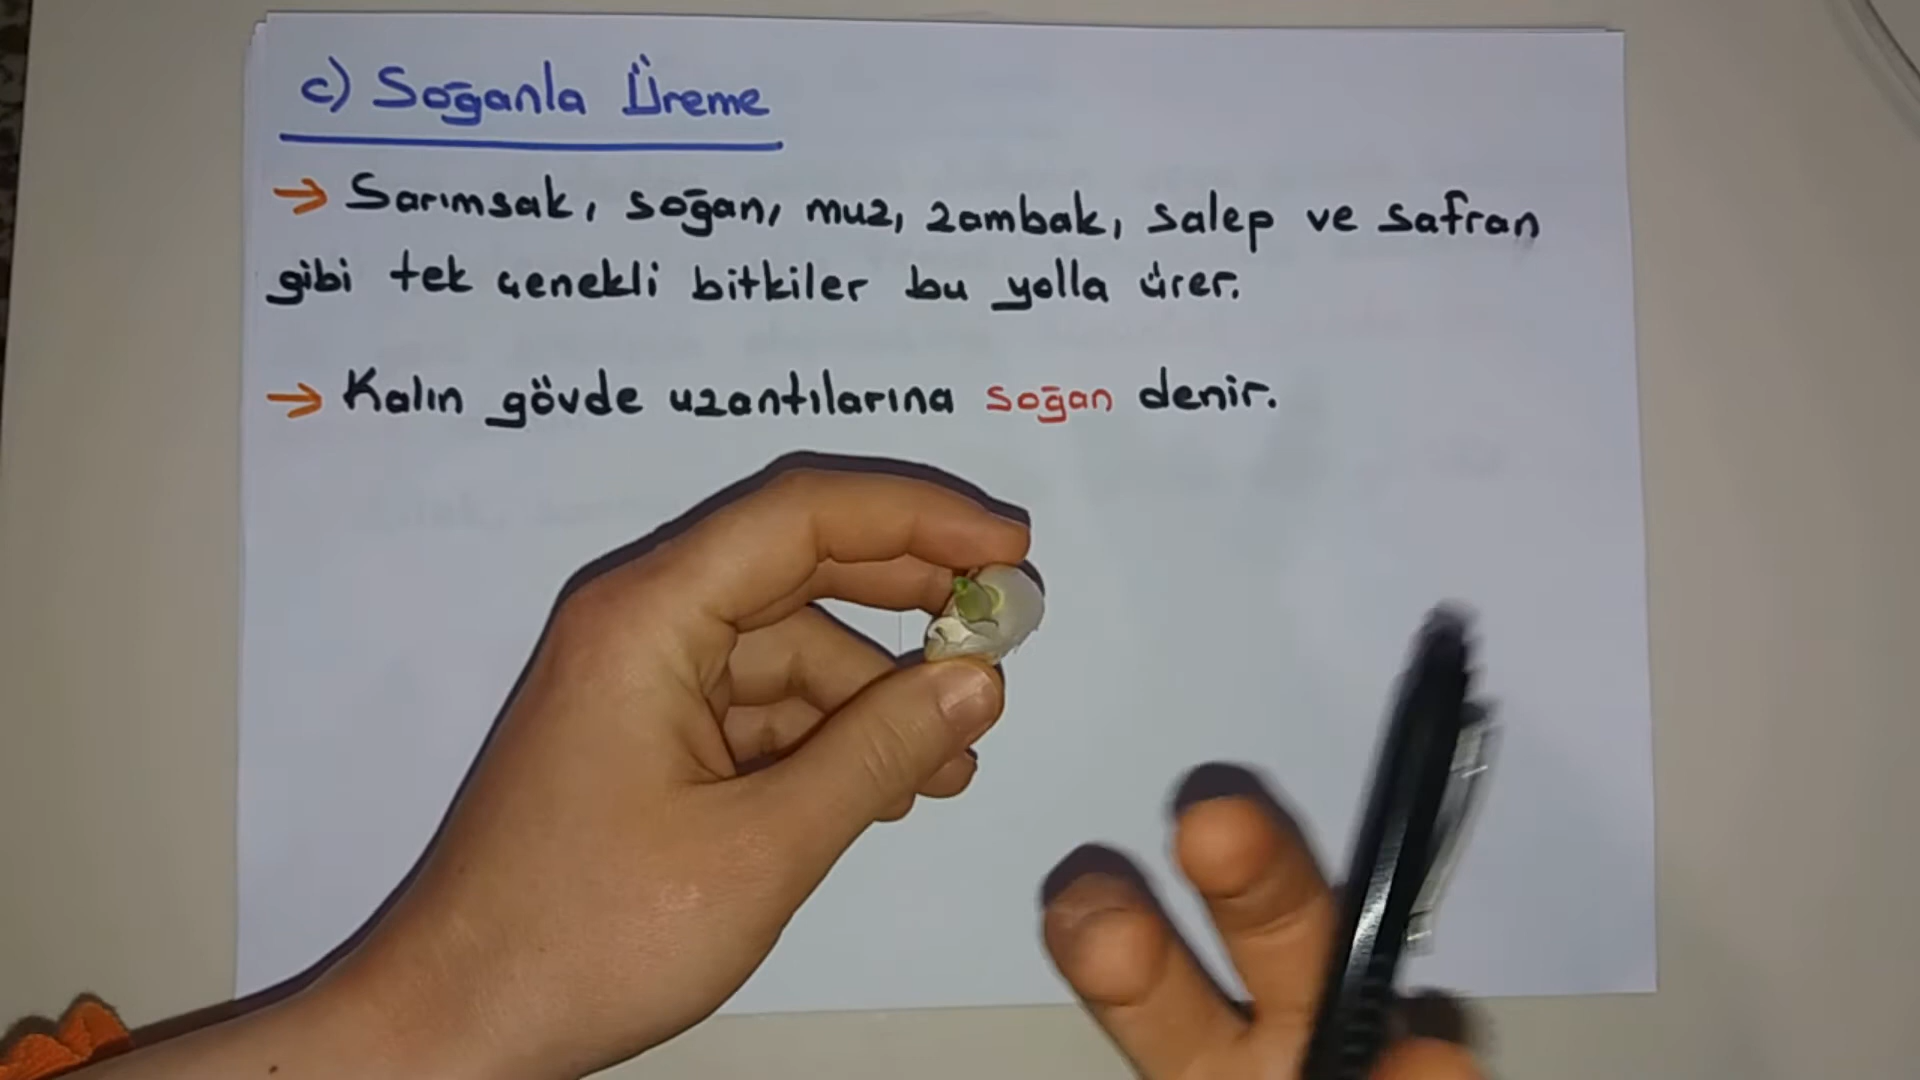 c) Soğanla Üreme
→ Sarımsak, soğan, muz, zambak, salep ve safran
gibi tek çenekli bitkiler bu yolla ürer.
→ Kalın gövde uzantılarına soğan denir.